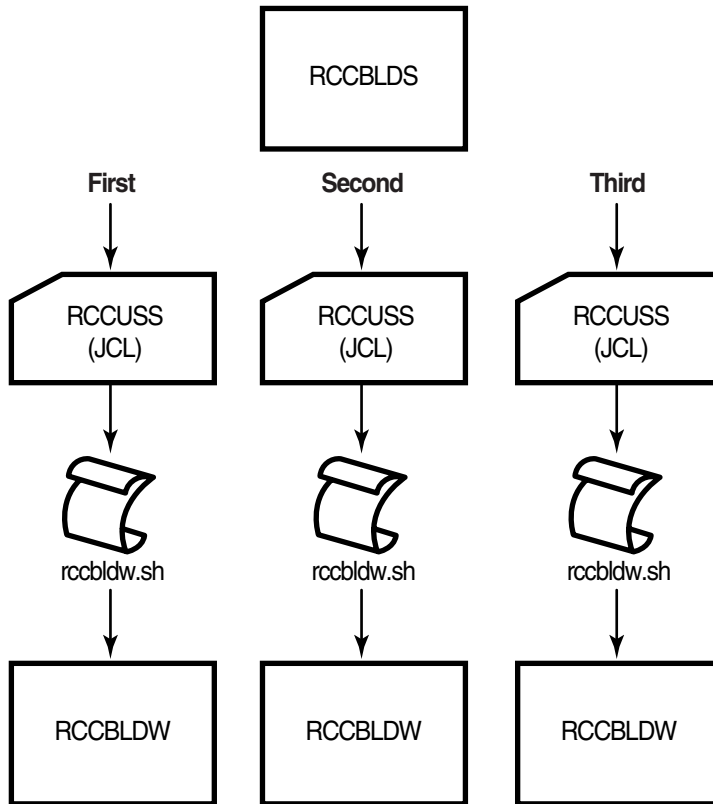 RCCBLDS
First
Second
Third
RCCUSS
(JCL)
RCCUSS
(JCL)
RCCUSS
(JCL)
rccbldw.sh
rccbldw.sh
rccbldw.sh
RCCBLDW
RCCBLDW
RCCBLDW